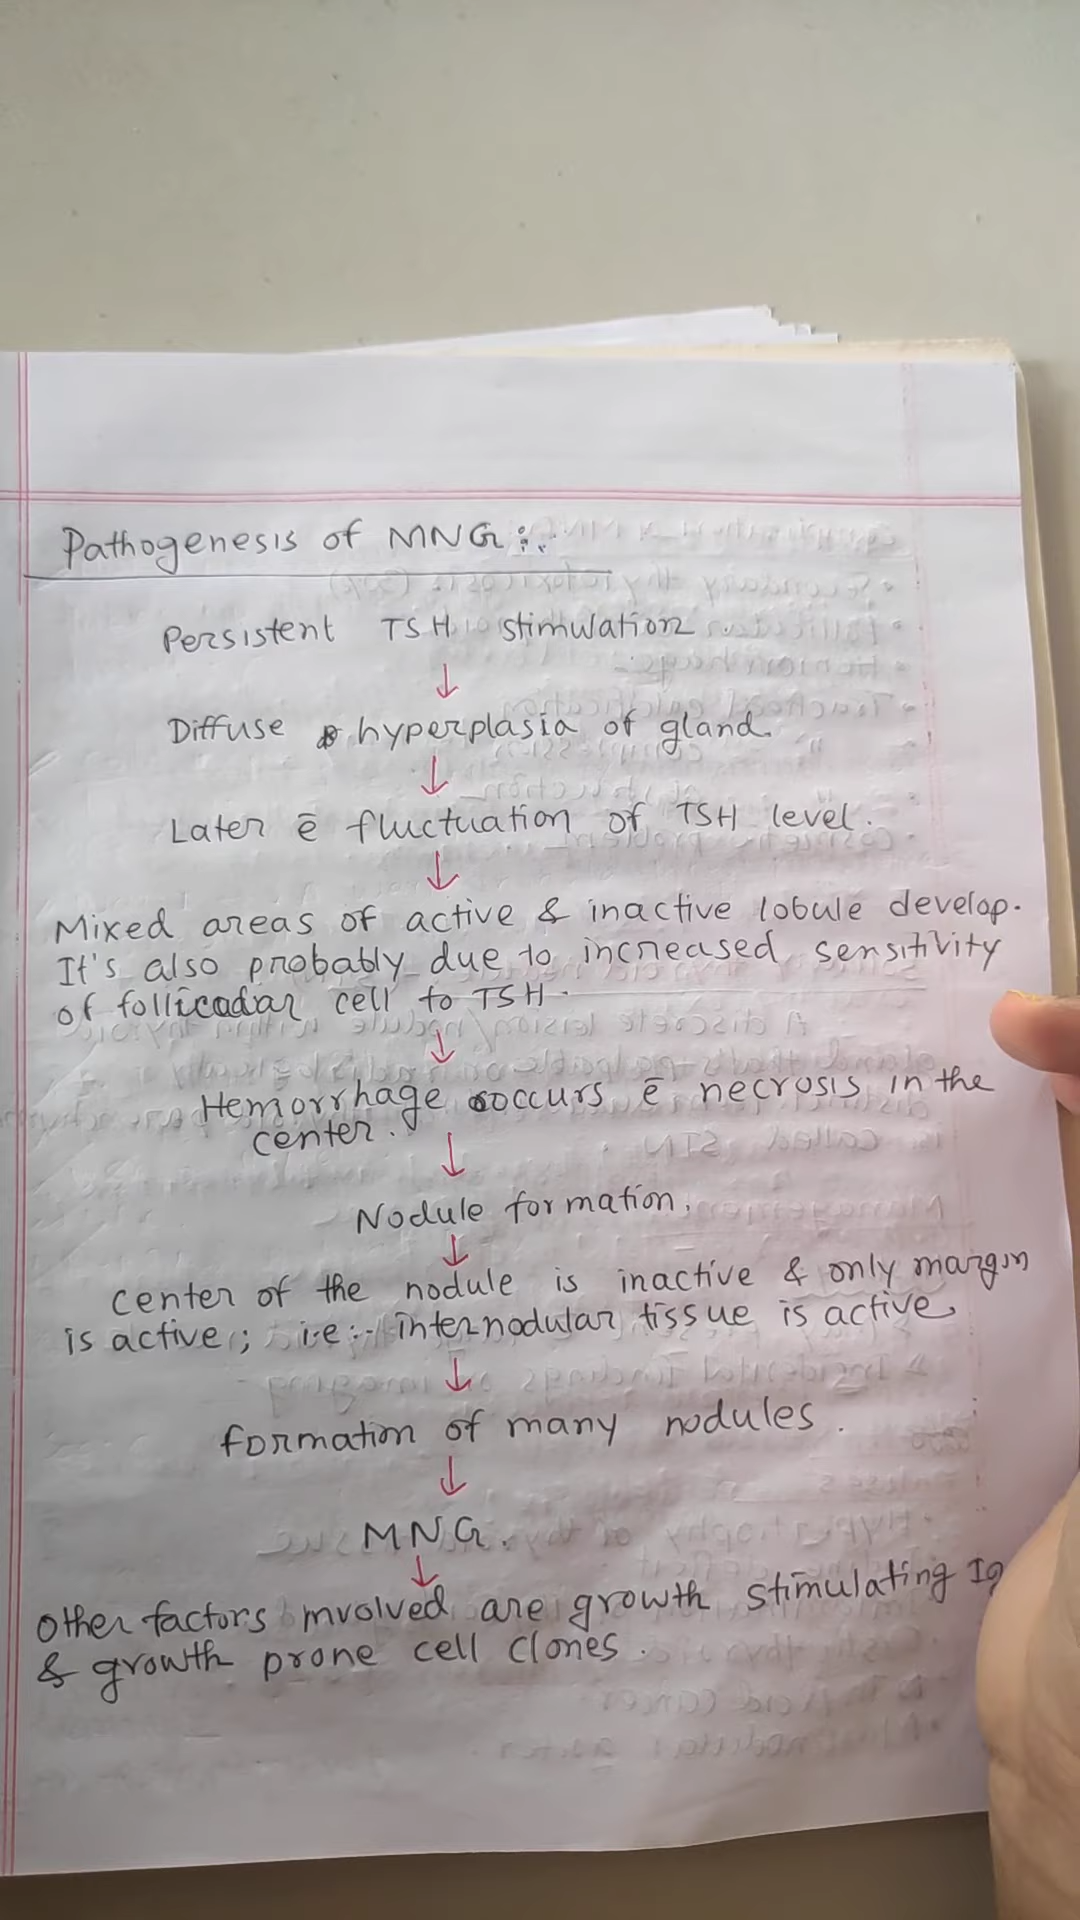 Pathogenesis of MNG:
Persistent TSH stimulation
↓
Diffuse hyperplasia of gland.
↓
Later ē fluctuation of TSH level.
↓
Mixed areas of active & inactive lobule develop.
It's also probably due to increased sensitivity
of follicular cell to TSH.
↓
Hemorrhage occurs ē necrosis in the
center.
↓
Nodule formation.
↓
Center of the nodule is inactive & only margin
is active; i.e:- internodular tissue is active.
↓
Formation of many nodules.
↓
MNG.
↓
Other factors involved are growth stimulating Ig
& growth prone cell clones.